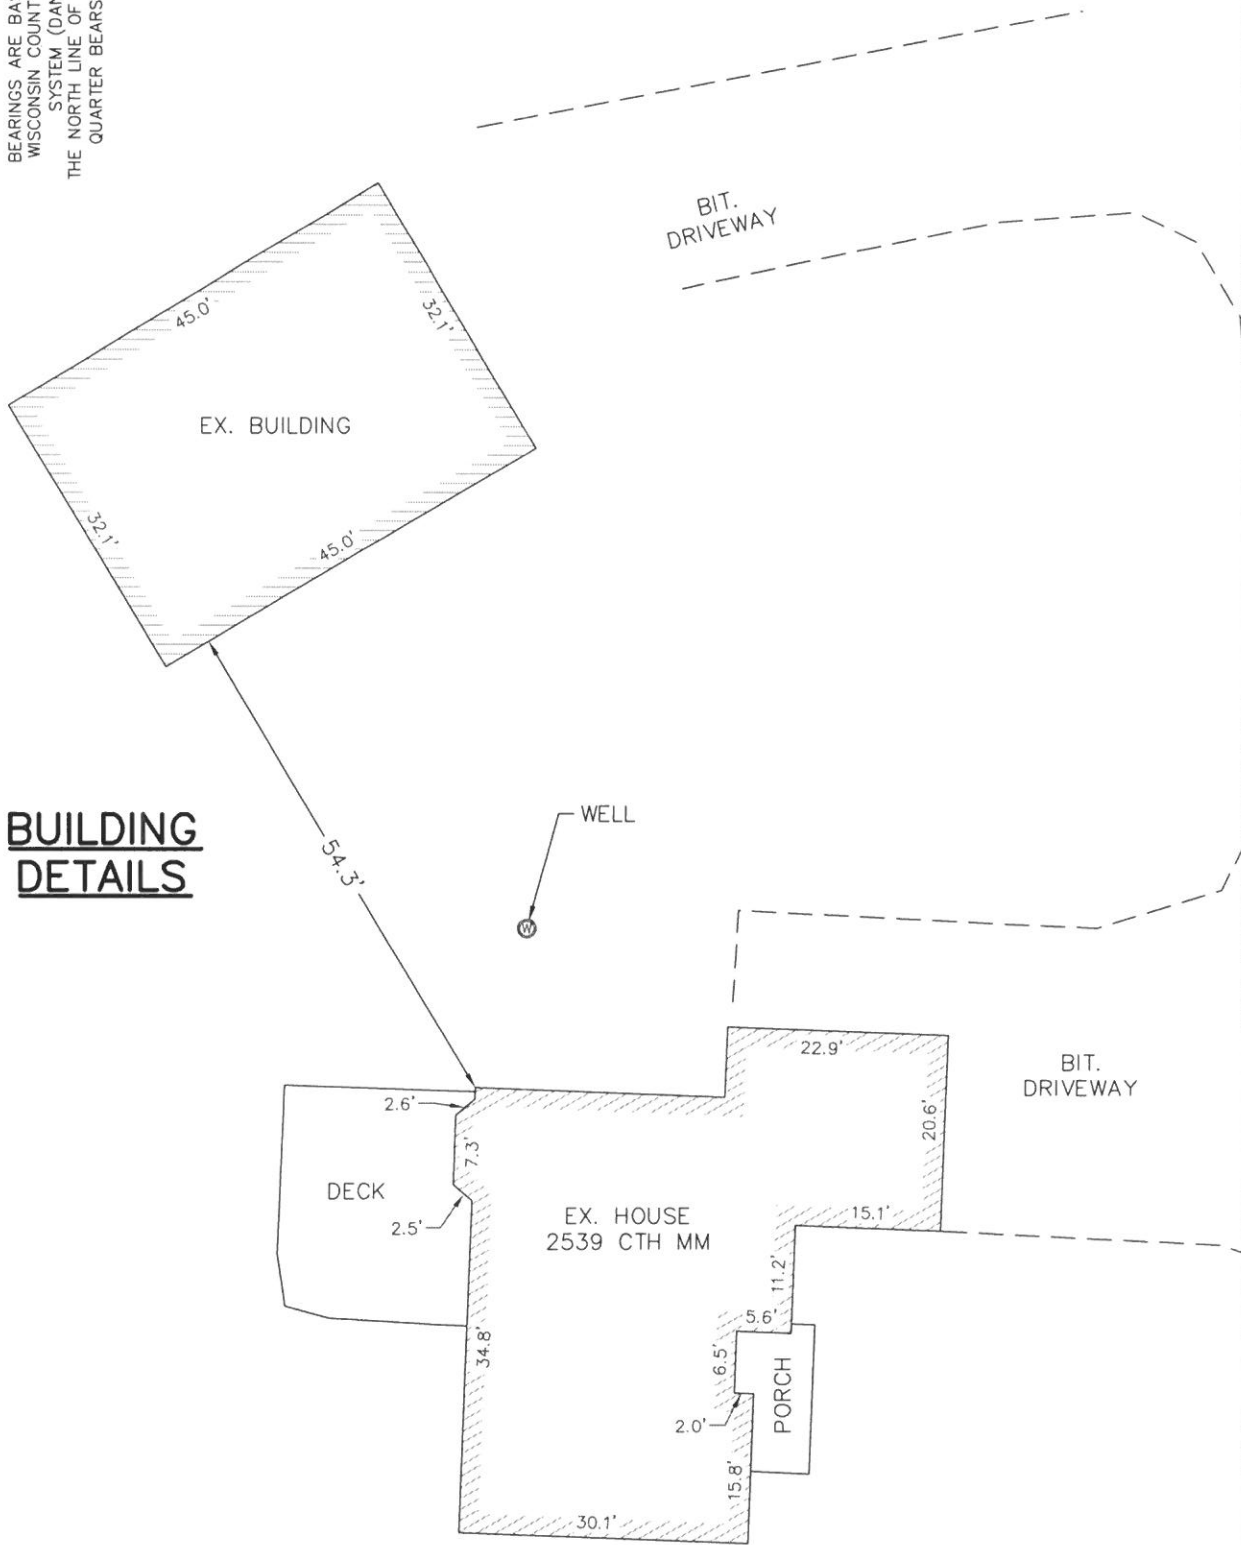 BEARINGS ARE
WISCONSIN
SYSTEM
THE NORTH LINE OF
QUARTER BEARS
BIT.
DRIVEWAY
45.0'
32.1'
EX. BUILDING
32.1'
45.0'
BUILDING
DETAILS
54.3'
WELL
W
22.9'
BIT.
DRIVEWAY
2.6'
7.3'
20.6'
DECK
2.5'
EX. HOUSE
2539 CTH MM
15.1'
11.2'
5.6'
34.8'
6.5'
PORCH
2.0'
15.8'
30.1'